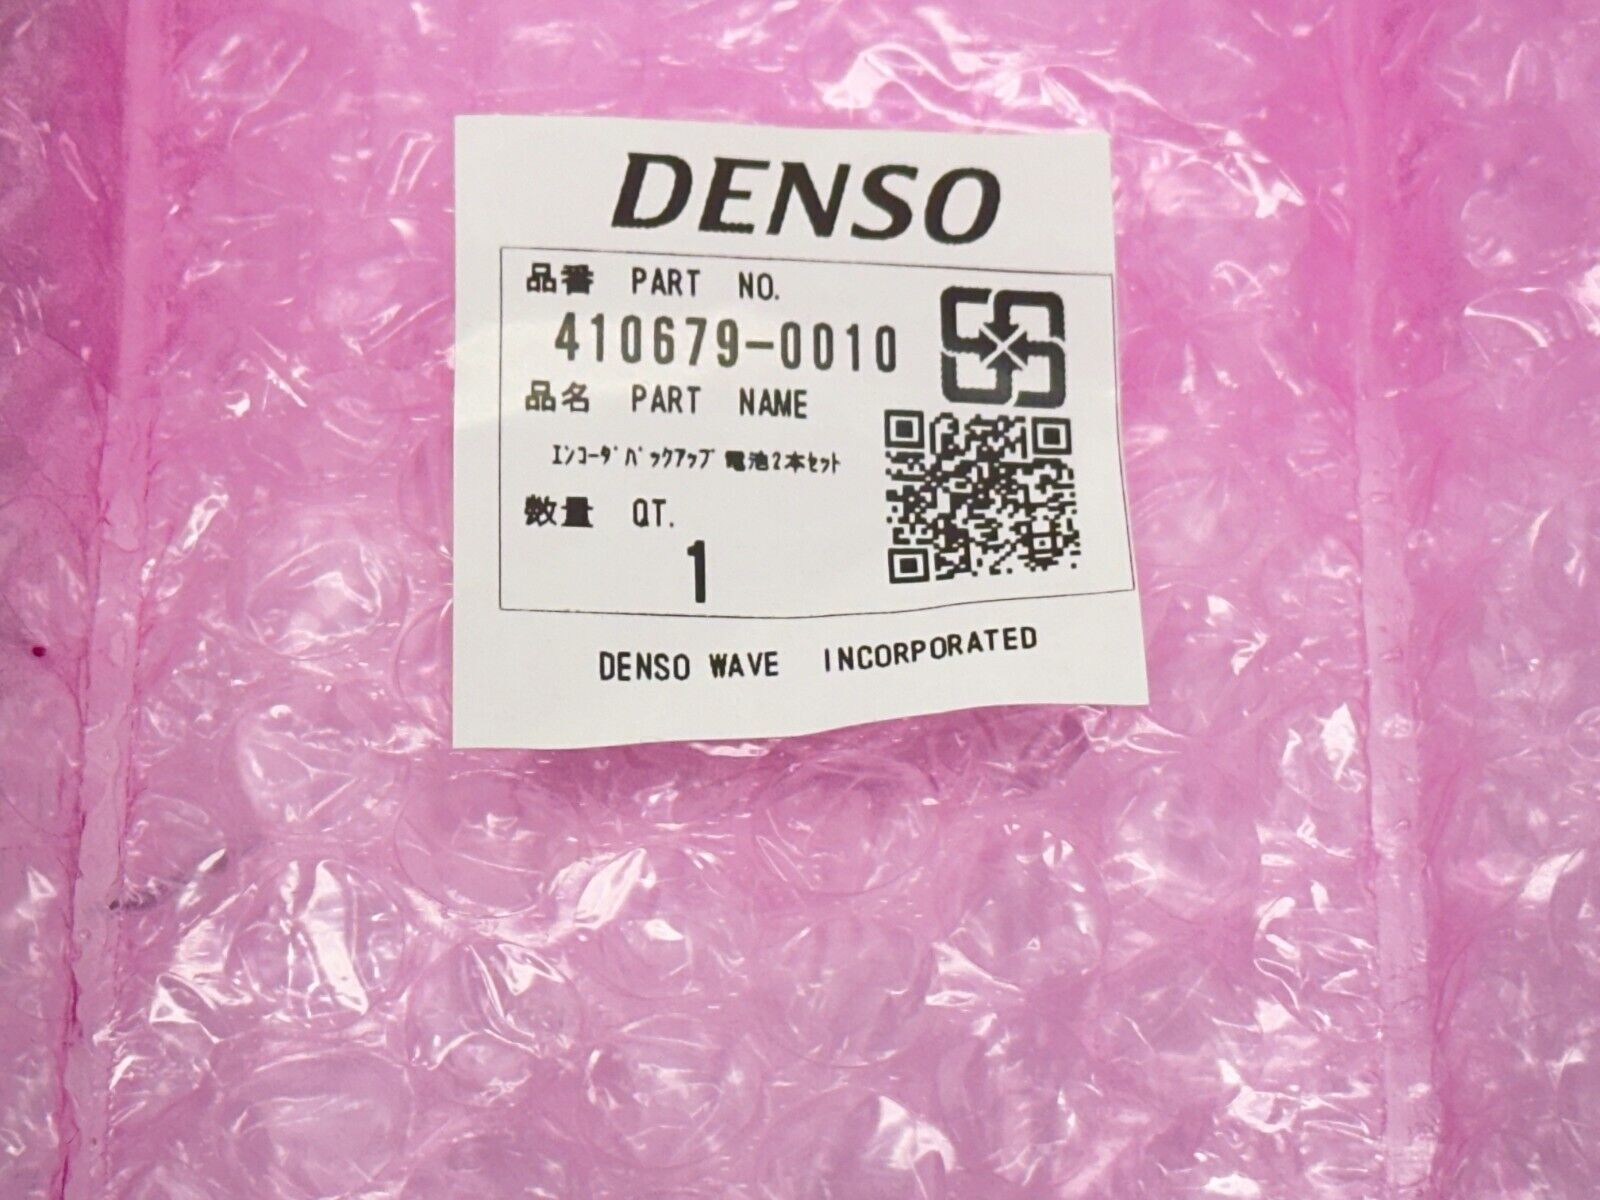 DENSO
品番 PART NO.
410679-0010
品名 PART NAME
ｴﾝｺｰﾀﾞﾊﾞｯｸｱｯﾌﾟ電池2本ｾｯﾄ
数量 QT.
1
DENSO WAVE INCORPORATED